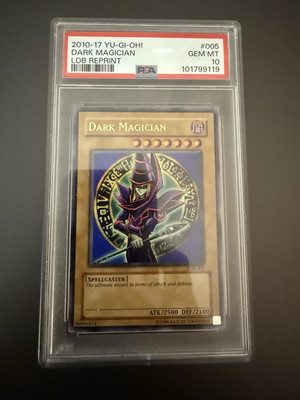 2010-17 YU-GI-OH! #005
DARK MAGICIAN GEM MT
LOB REPRINT 10
PSA 101799119
DARK MAGICIAN
[SPELLCASTER]
The ultimate wizard in terms of attack and defense.
ATK/2500 DEF/2100